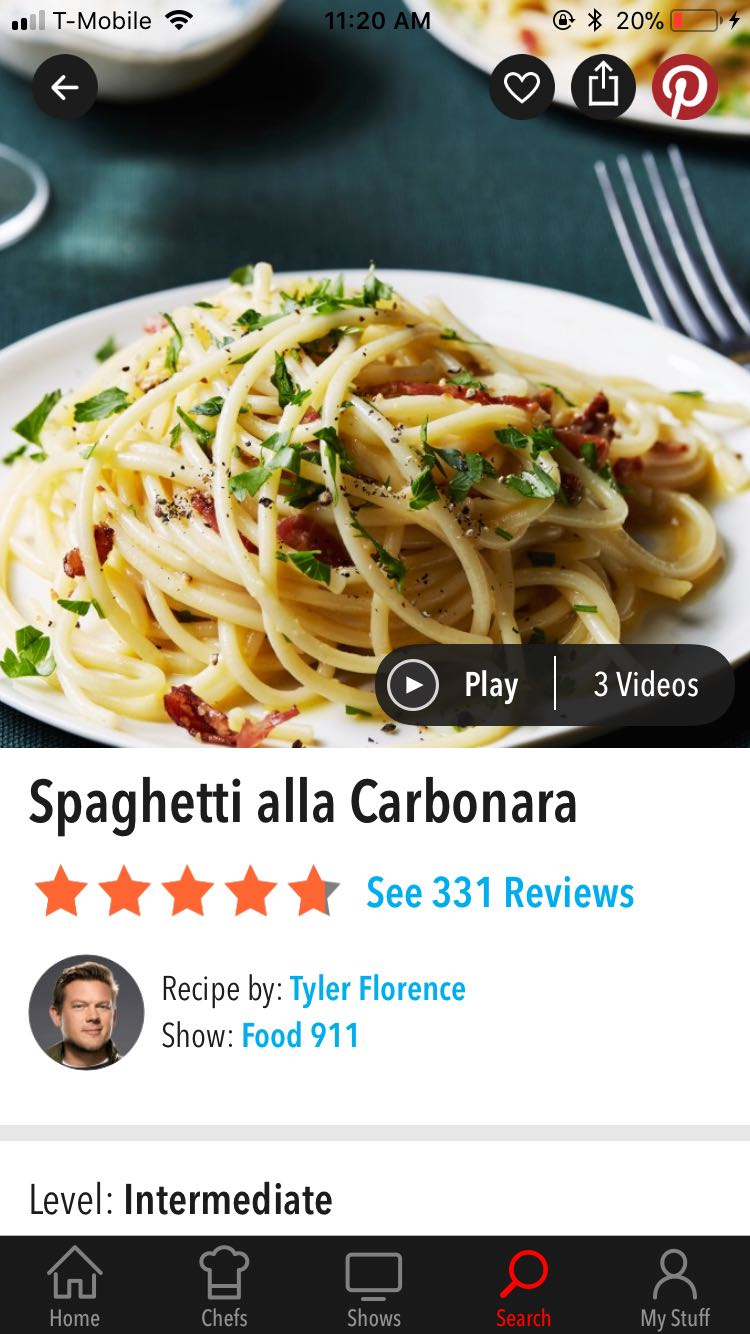 T-Mobile 11:20 AM 20%
Play 3 Videos
Spaghetti alla Carbonara
See 331 Reviews
Recipe by: Tyler Florence
Show: Food 911
Level: Intermediate
Home Chefs Shows Search My Stuff